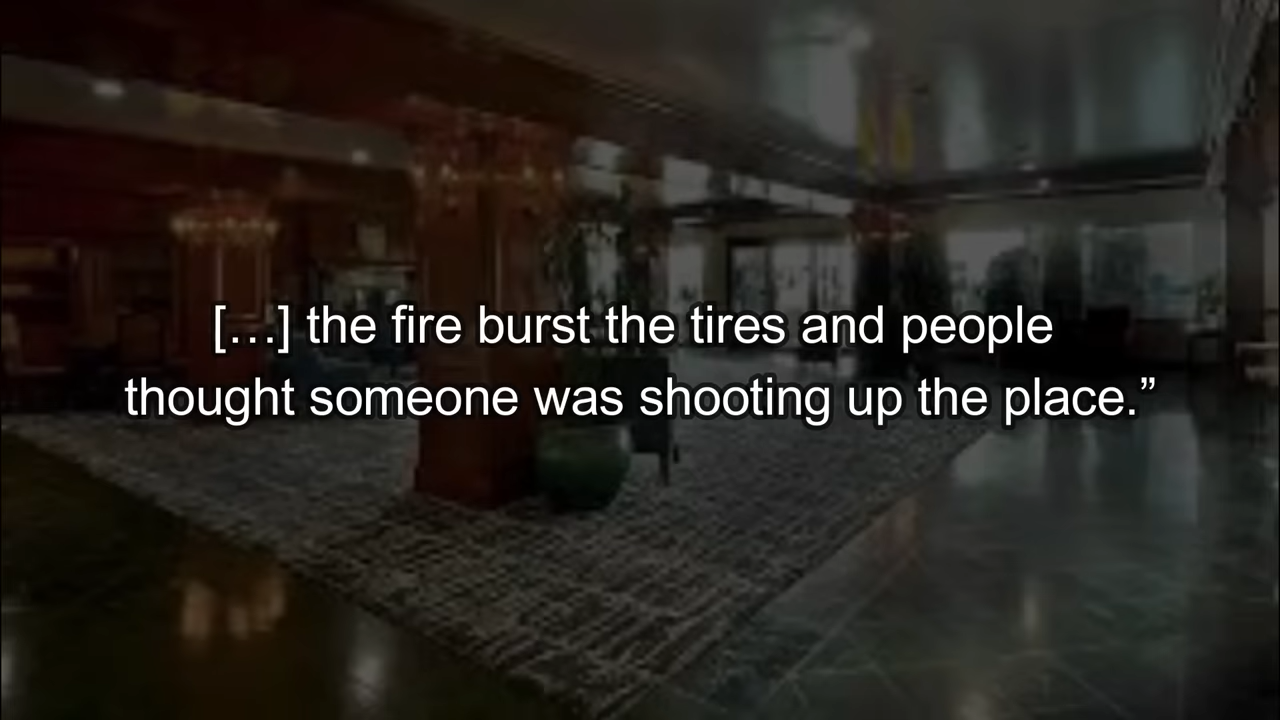 […] the fire burst the tires and people
thought someone was shooting up the place.”